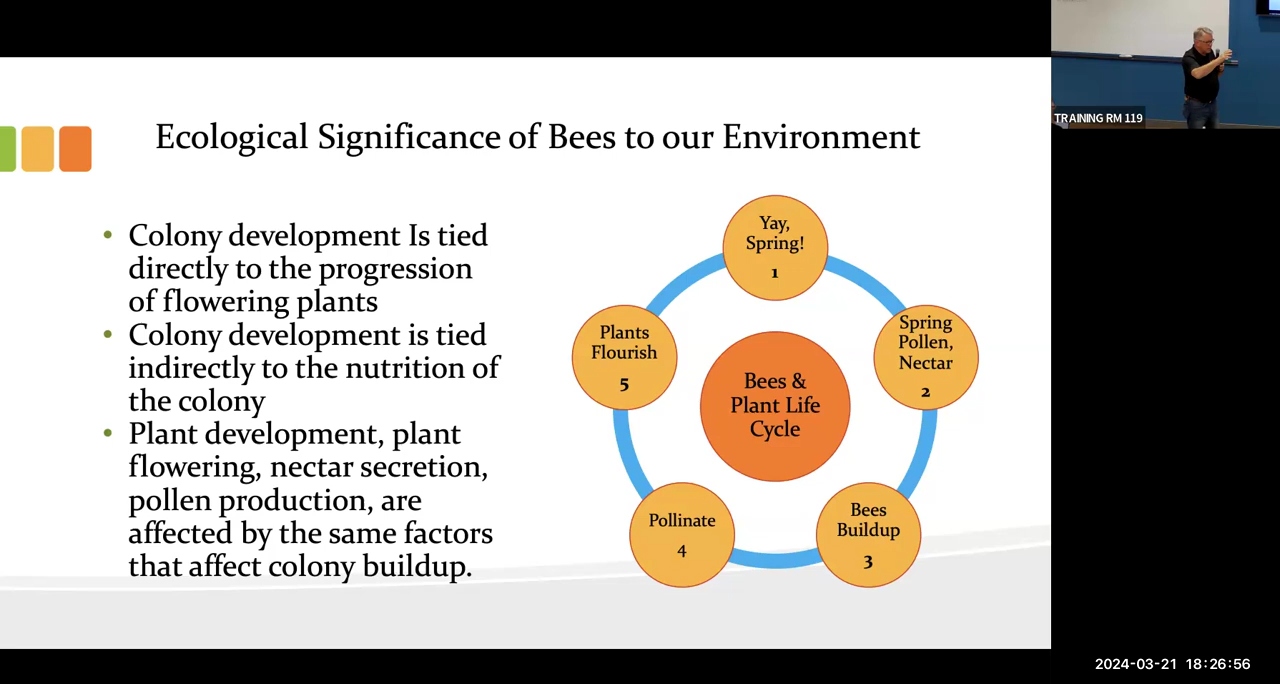 Ecological Significance of Bees to our Environment
• Colony development Is tied
directly to the progression
of flowering plants
• Colony development is tied
indirectly to the nutrition of
the colony
• Plant development, plant
flowering, nectar secretion,
pollen production, are
affected by the same factors
that affect colony buildup.
Yay,
Spring!
1
Spring
Pollen,
Nectar
2
Bees
Buildup
3
Pollinate
4
Plants
Flourish
5
Bees &
Plant Life
Cycle
TRAINING RM 119
2024-03-21 18:26:56